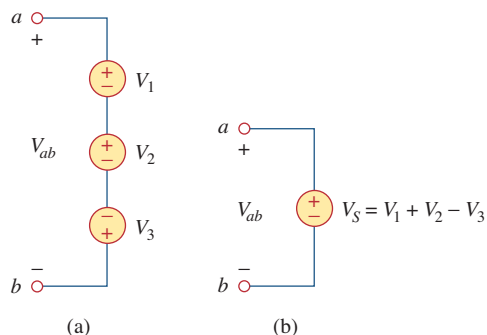 a
+
+
−
V1
Vab
+
−
V2
−
+
V3
−
b
(a)
a
+
Vab
+
−
VS = V1 + V2 − V3
−
b
(b)